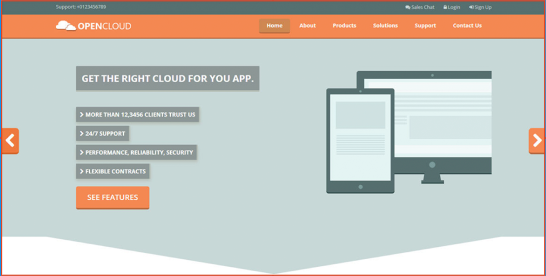 Support: +0123456789
Sales Chat Login Sign Up
OPENCLOUD
Home About Products Solutions Support Contact Us
GET THE RIGHT CLOUD FOR YOU APP.
MORE THAN 12,3456 CLIENTS TRUST US
24/7 SUPPORT
PERFORMANCE, RELIABILITY, SECURITY
FLEXIBLE CONTRACTS
SEE FEATURES